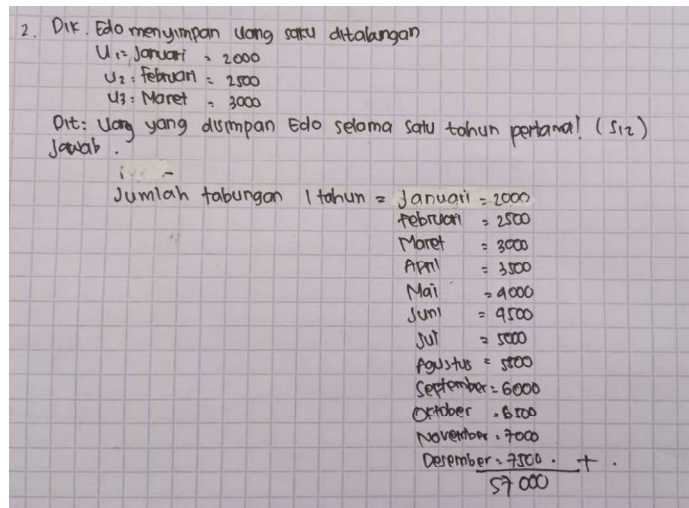 2. Dik. Edo menyimpan uang saku ditabungan
U1 = Januari = 2000
U2 = Februari = 2500
U3 = Maret = 3000
Dit: Uang yang disimpan Edo selama satu tahun pertama! (S12)
Jawab.
Jumlah tabungan 1 tahun = Januari = 2000
Februari = 2500
Maret = 3000
April = 3500
Mai = 4000
Juni = 4500
Jui = 5000
Agustus = 5500
September = 6000
Oktober = 6500
November = 7000
Desember = 7500. +
57 000